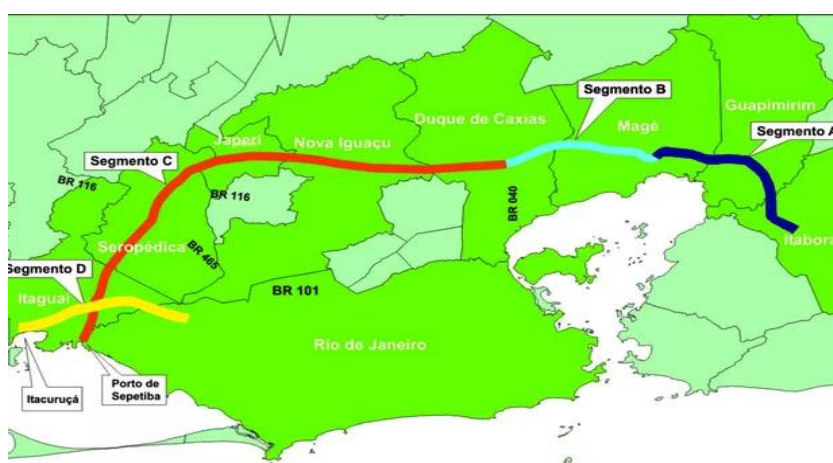 Segmento B
Guapimirim
Duque de Caxias
Magé
Segmento A
Japeri
Nova Iguaçu
Segmento C
BR 116
BR 116
BR 040
Seropédica
BR 465
Itabora
Segmento D
Itaguaí
BR 101
Rio de Janeiro
Itacuruçá
Porto de
Sepetiba